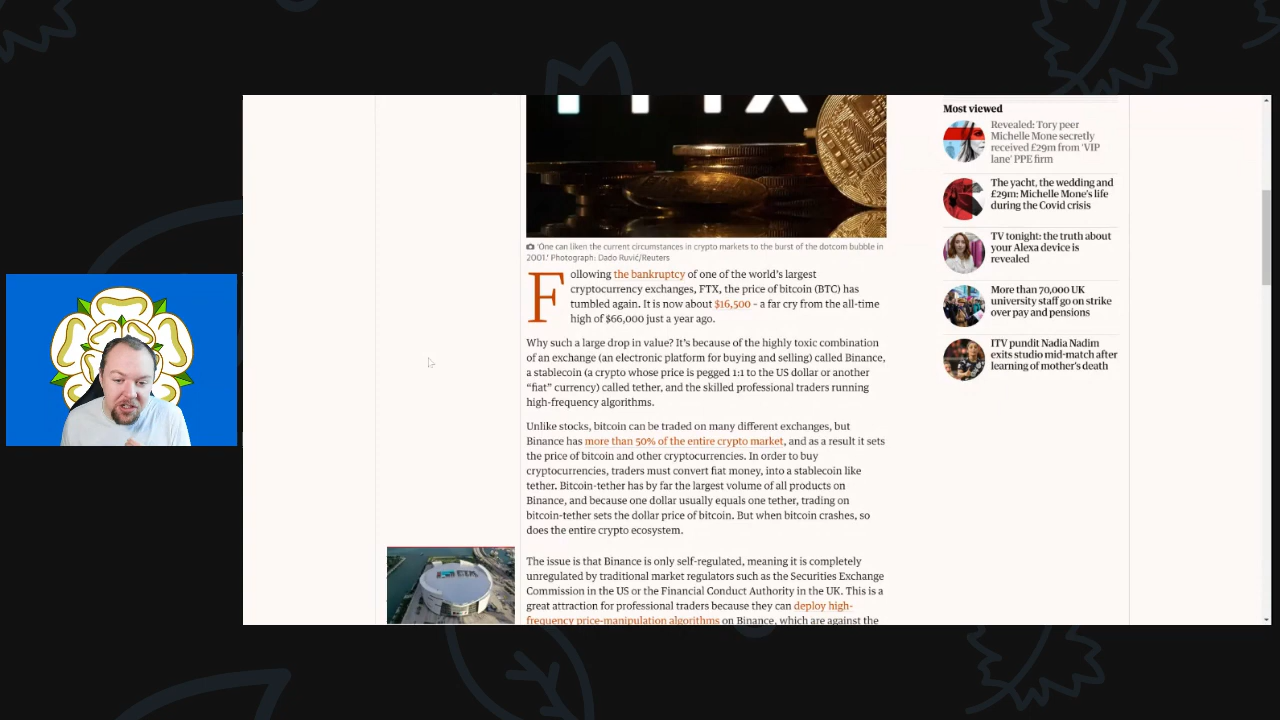 FTX
'One can liken the current circumstances in crypto markets to the burst of the dotcom bubble in
2001.' Photograph: Dado Ruvić/Reuters
Following the bankruptcy of one of the world's largest
cryptocurrency exchanges, FTX, the price of bitcoin (BTC) has
tumbled again. It is now about $16,500 – a far cry from the all-time
high of $66,000 just a year ago.
Why such a large drop in value? It's because of the highly toxic combination
of an exchange (an electronic platform for buying and selling) called Binance,
a stablecoin (a crypto whose price is pegged 1:1 to the US dollar or another
“fiat” currency) called tether, and the skilled professional traders running
high-frequency algorithms.
Unlike stocks, bitcoin can be traded on many different exchanges, but
Binance has more than 50% of the entire crypto market, and as a result it sets
the price of bitcoin and other cryptocurrencies. In order to buy
cryptocurrencies, traders must convert fiat money, into a stablecoin like
tether. Bitcoin-tether has by far the largest volume of all products on
Binance, and because one dollar usually equals one tether, trading on
bitcoin-tether sets the dollar price of bitcoin. But when bitcoin crashes, so
does the entire crypto ecosystem.
The issue is that Binance is only self-regulated, meaning it is completely
unregulated by traditional market regulators such as the Securities Exchange
Commission in the US or the Financial Conduct Authority in the UK. This is a
great attraction for professional traders because they can deploy high-
frequency price-manipulation algorithms on Binance, which are against the
Most viewed
Revealed: Tory peer
Michelle Mone secretly
received £29m from 'VIP
lane' PPE firm
The yacht, the wedding and
£29m: Michelle Mone's life
during the Covid crisis
TV tonight: the truth about
your Alexa device is
revealed
More than 70,000 UK
university staff go on strike
over pay and pensions
ITV pundit Nadia Nadim
exits studio mid-match after
learning of mother's death